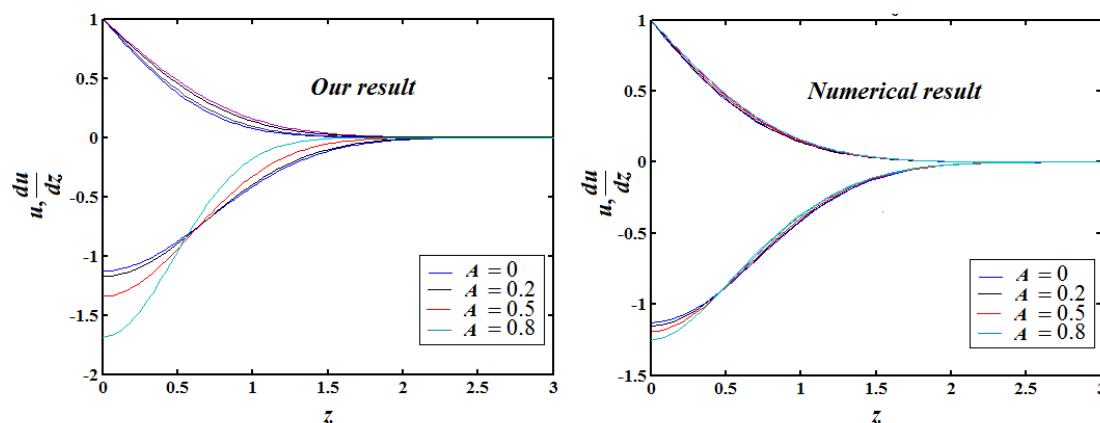 1
0.5
0
-0.5
-1
-1.5
-2
u, du/dz
Our result
A = 0
A = 0.2
A = 0.5
A = 0.8
0 0.5 1 1.5 2 2.5 3
z
1
0.5
0
-0.5
-1
-1.5
u, du/dz
Numerical result
A = 0
A = 0.2
A = 0.5
A = 0.8
0 0.5 1 1.5 2 2.5 3
z